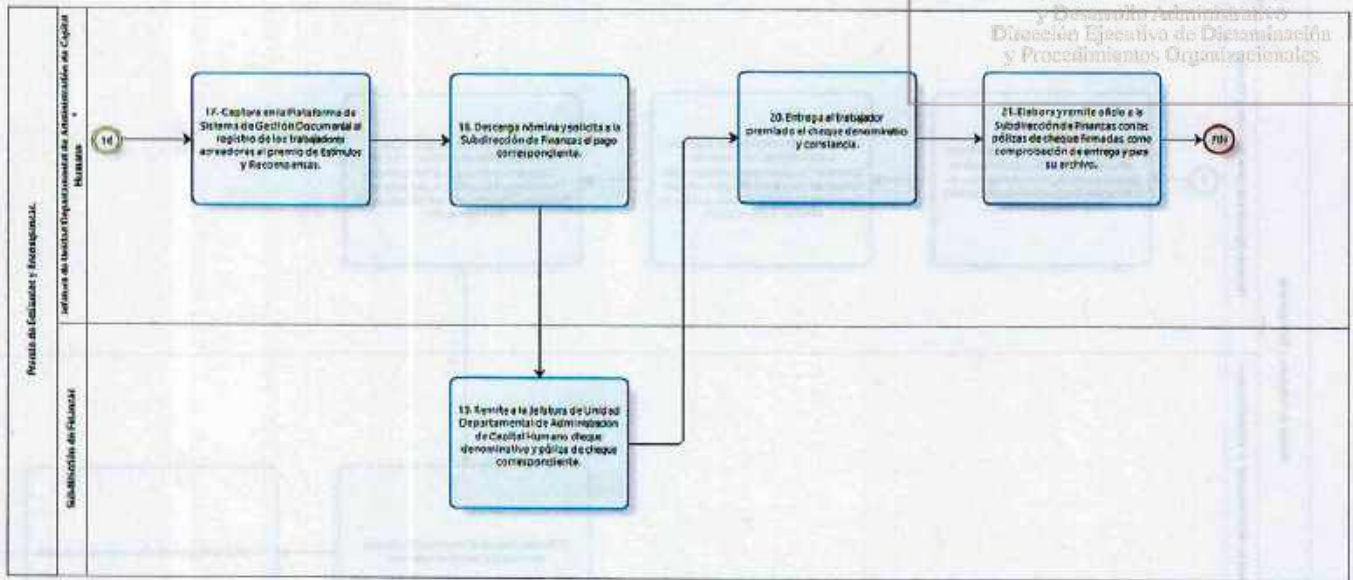 y Desarrollo Administrativo
Dirección Ejecutiva de Dictaminación
y Procedimientos Organizacionales
Premio de Estímulos y Recompensas.
Jefatura de Unidad Departamental de Administración de Capital
Humano
16
17.- Captura en la Plataforma de
Sistema de Gestión Documental el
registro de los trabajadores
acreedores al premio de Estímulos
y Recompensas.
18. Descarga nómina y solicita a la
Subdirección de Finanzas el pago
correspondiente.
20. Entrega al trabajador
premiado el cheque denominativo
y constancia.
21. Elabora y remite oficio a la
Subdirección de Finanzas con las
pólizas de cheque firmadas como
comprobación de entrega y para
su archivo.
Subdirección de Finanzas
19. Remite a la Jefatura de Unidad
Departamental de Administración
de Capital Humano cheque
denominativo y póliza de cheque
correspondiente.